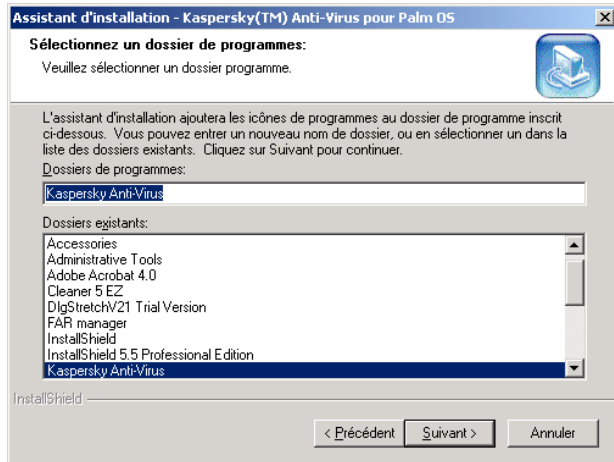 Assistant d'installation - Kaspersky(TM) Anti-Virus pour Palm OS
Sélectionnez un dossier de programmes:
Veuillez sélectionner un dossier programme.
L'assistant d'installation ajoutera les icônes de programmes au dossier de programme inscrit
ci-dessous. Vous pouvez entrer un nouveau nom de dossier, ou en sélectionner un dans la
liste des dossiers existants. Cliquez sur Suivant pour continuer.
Dossiers de programmes:
Kaspersky Anti-Virus
Dossiers existants:
Accessories
Administrative Tools
Adobe Acrobat 4.0
Cleaner 5 EZ
DlgStretchV21 Trial Version
FAR manager
InstallShield
InstallShield 5.5 Professional Edition
Kaspersky Anti-Virus
InstallShield
< Précédent
Suivant >
Annuler